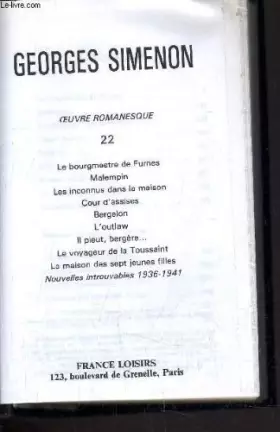 Le-livre.com
GEORGES SIMENON
ŒUVRE ROMANESQUE
22
Le bourgmestre de Furnes
Malempin
Les inconnus dans la maison
Cour d'assises
Bergelon
L'outlaw
Il pleut, bergère...
Le voyageur de la Toussaint
La maison des sept jeunes filles
Nouvelles introuvables 1936-1941
FRANCE LOISIRS
123, boulevard de Grenelle, Paris